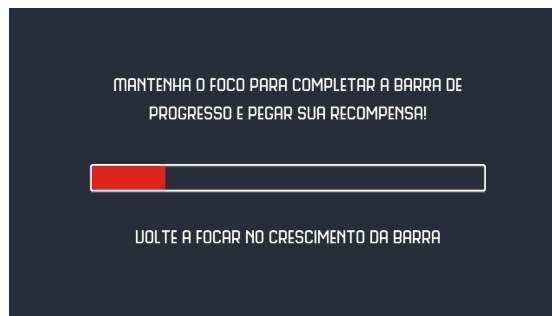 MANTENHA O FOCO PARA COMPLETAR A BARRA DE
PROGRESSO E PEGAR SUA RECOMPENSA!
VOLTE A FOCAR NO CRESCIMENTO DA BARRA